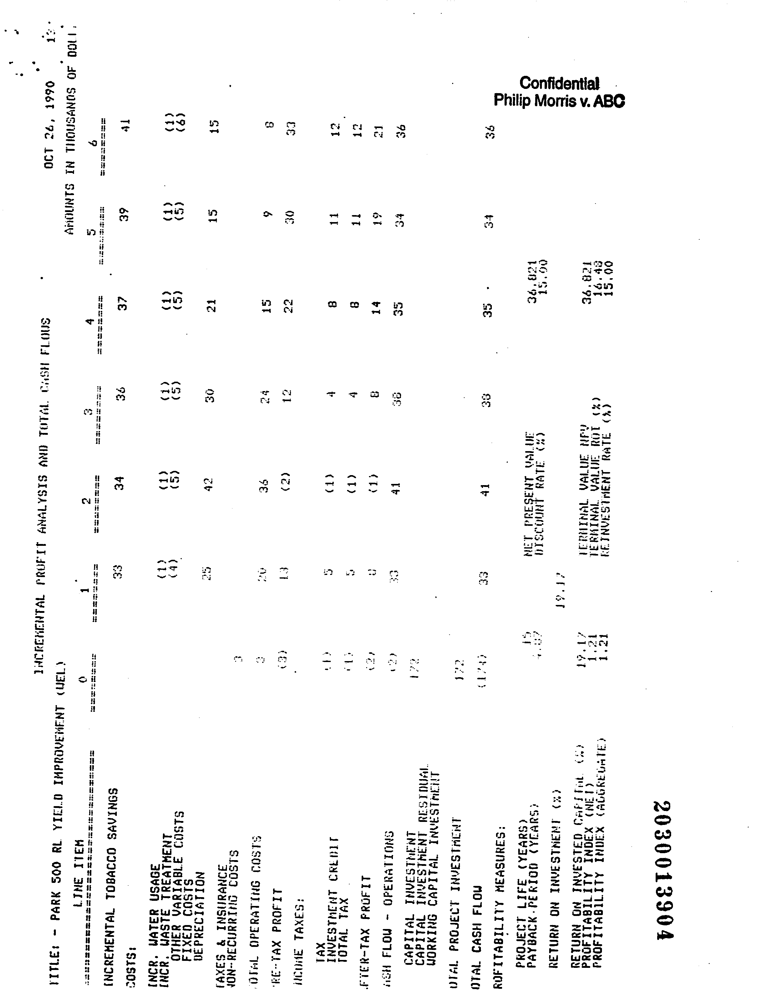 INCREMENTAL PROFIT ANALYSIS AND TOTAL CASH FLOWS OCT 26, 1990
TITLE: - PARK 500 RL YIELD IMPROVEMENT (WEL) AMOUNTS IN THOUSANDS OF DOLL
LINE ITEM 0 1 2 3 4 5 6
INCREMENTAL TOBACCO SAVINGS 33 34 36 37 39 41
COSTS:
INCR. WATER USAGE (1) (1) (1) (1) (1) (1)
INCR. WASTE TREATMENT (4) (5) (5) (5) (5) (6)
OTHER VARIABLE COSTS
FIXED COSTS
DEPRECIATION 25 42 30 21 15 15
TAXES & INSURANCE
NON-RECURRING COSTS 3
OTAL OPERATING COSTS 3 20 36 24 15 9 8
RE-TAX PROFIT (3) 13 (2) 12 22 30 33
INCOME TAXES:
TAX (1) 5 (1) 4 8 11 12
INVESTMENT CREDIT
TOTAL TAX (1) 5 (1) 4 8 11 12
FTER-TAX PROFIT (2) 8 (1) 8 14 19 21
ASH FLOW - OPERATIONS (2) 33 41 38 35 34 36
CAPITAL INVESTMENT 172
CAPITAL INVESTMENT RESIDUAL
WORKING CAPITAL INVESTMENT
OTAL PROJECT INVESTMENT 172
OTAL CASH FLOW (174) 33 41 38 35 34 36
ROFITABILITY MEASURES:
PROJECT LIFE (YEARS) 15 NET PRESENT VALUE 36.821
PAYBACK-PERIOD (YEARS) DISCOUNT RATE (%) 15.00
RETURN ON INVESTMENT (%) 19.17
RETURN ON INVESTED CAPITAL (%) 19.17 TERMINAL VALUE NPV 36.821
PROFITABILITY INDEX (NET) 1.21 TERMINAL VALUE ROI (%) 16.48
PROFITABILITY INDEX (AGGREGATE) 1.21 REINVESTMENT RATE (%) 15.00
Confidential
Philip Morris v. ABC
2030013904